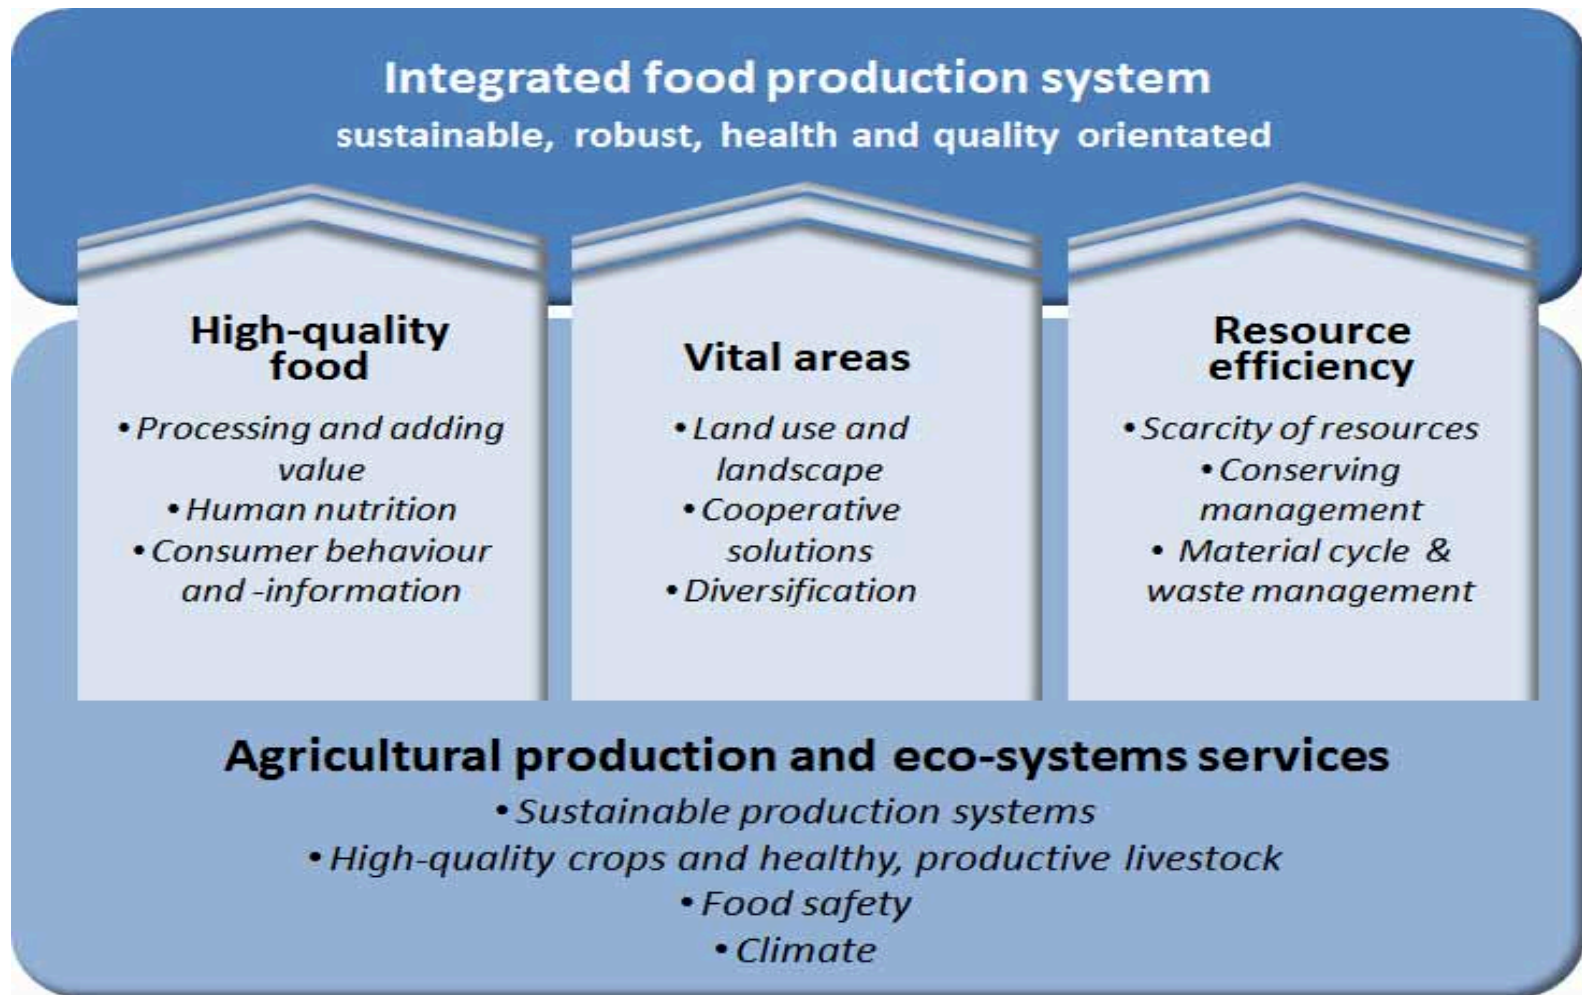 Integrated food production system
sustainable, robust, health and quality orientated
High-quality
food
• Processing and adding
value
• Human nutrition
• Consumer behaviour
and -information
Vital areas
• Land use and
landscape
• Cooperative
solutions
• Diversification
Resource
efficiency
• Scarcity of resources
• Conserving
management
• Material cycle &
waste management
Agricultural production and eco-systems services
• Sustainable production systems
• High-quality crops and healthy, productive livestock
• Food safety
• Climate